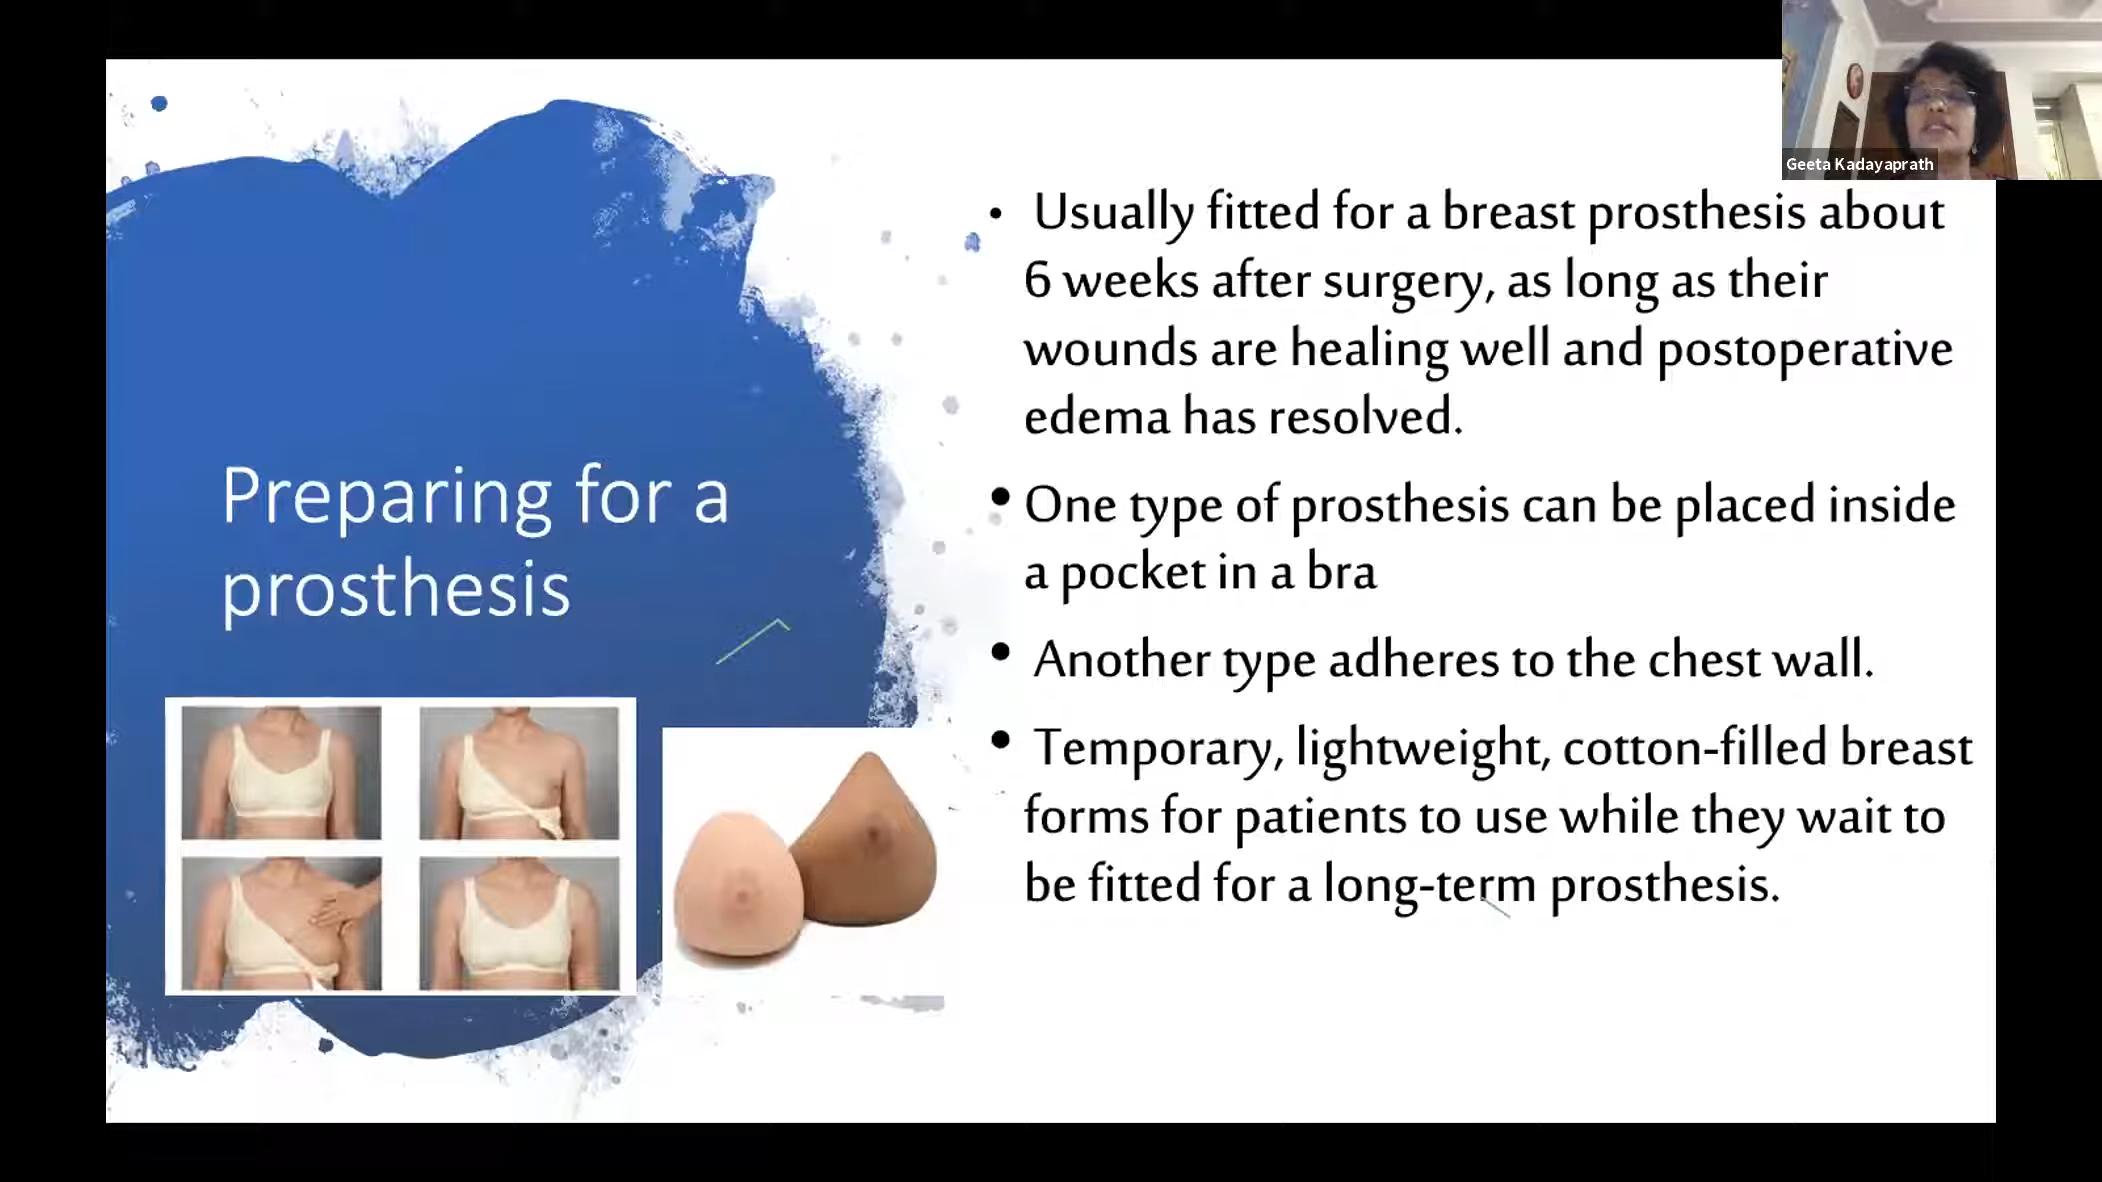 Geeta Kadayaprath
Preparing for a
prosthesis
• Usually fitted for a breast prosthesis about
6 weeks after surgery, as long as their
wounds are healing well and postoperative
edema has resolved.
• One type of prosthesis can be placed inside
a pocket in a bra
• Another type adheres to the chest wall.
• Temporary, lightweight, cotton-filled breast
forms for patients to use while they wait to
be fitted for a long-term prosthesis.